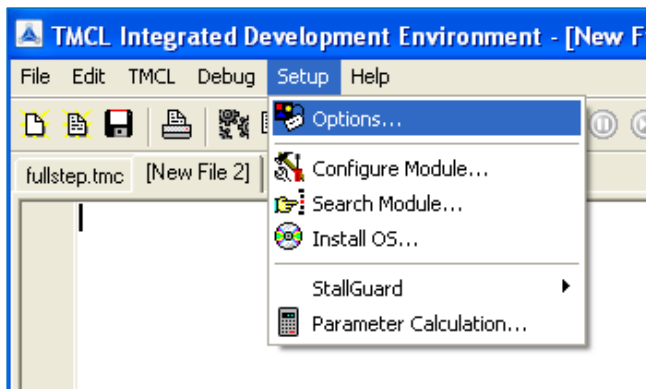 TMCL Integrated Development Environment - [New F
File Edit TMCL Debug Setup Help
Options...
fullstep.tmc [New File 2]
Configure Module...
Search Module...
Install OS...
StallGuard
Parameter Calculation...